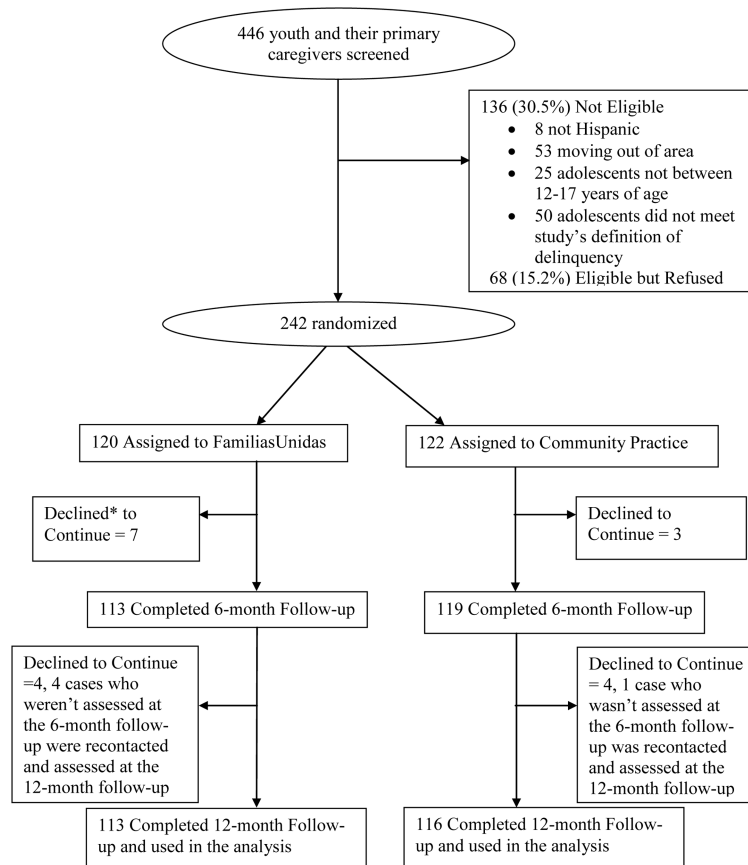 446 youth and their primary
caregivers screened
136 (30.5%) Not Eligible
• 8 not Hispanic
• 53 moving out of area
• 25 adolescents not between
12-17 years of age
• 50 adolescents did not meet
study's definition of
delinquency
68 (15.2%) Eligible but Refused
242 randomized
120 Assigned to FamiliasUnidas
122 Assigned to Community Practice
Declined* to
Continue = 7
Declined to
Continue = 3
113 Completed 6-month Follow-up
119 Completed 6-month Follow-up
Declined to Continue
=4, 4 cases who
weren't assessed at
the 6-month follow-
up were recontacted
and assessed at the
12-month follow-up
Declined to Continue
= 4, 1 case who
wasn't assessed at
the 6-month follow-
up was recontacted
and assessed at the
12-month follow-up
113 Completed 12-month Follow-
up and used in the analysis
116 Completed 12-month Follow-
up and used in the analysis